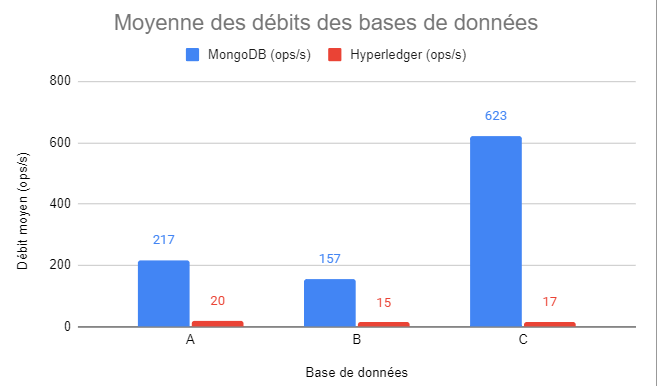 Moyenne des débits des bases de données
MongoDB (ops/s) Hyperledger (ops/s)
Débit moyen (ops/s)
800
600
400
200
0
217
20
157
15
623
17
A B C
Base de données